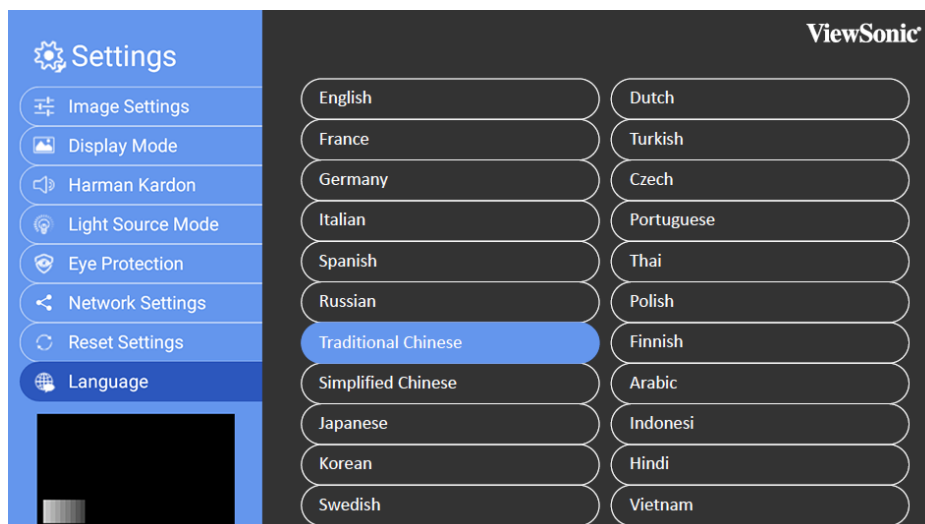 ViewSonic
Settings
Image Settings
Display Mode
Harman Kardon
Light Source Mode
Eye Protection
Network Settings
Reset Settings
Language
English
France
Germany
Italian
Spanish
Russian
Traditional Chinese
Simplified Chinese
Japanese
Korean
Swedish
Dutch
Turkish
Czech
Portuguese
Thai
Polish
Finnish
Arabic
Indonesi
Hindi
Vietnam